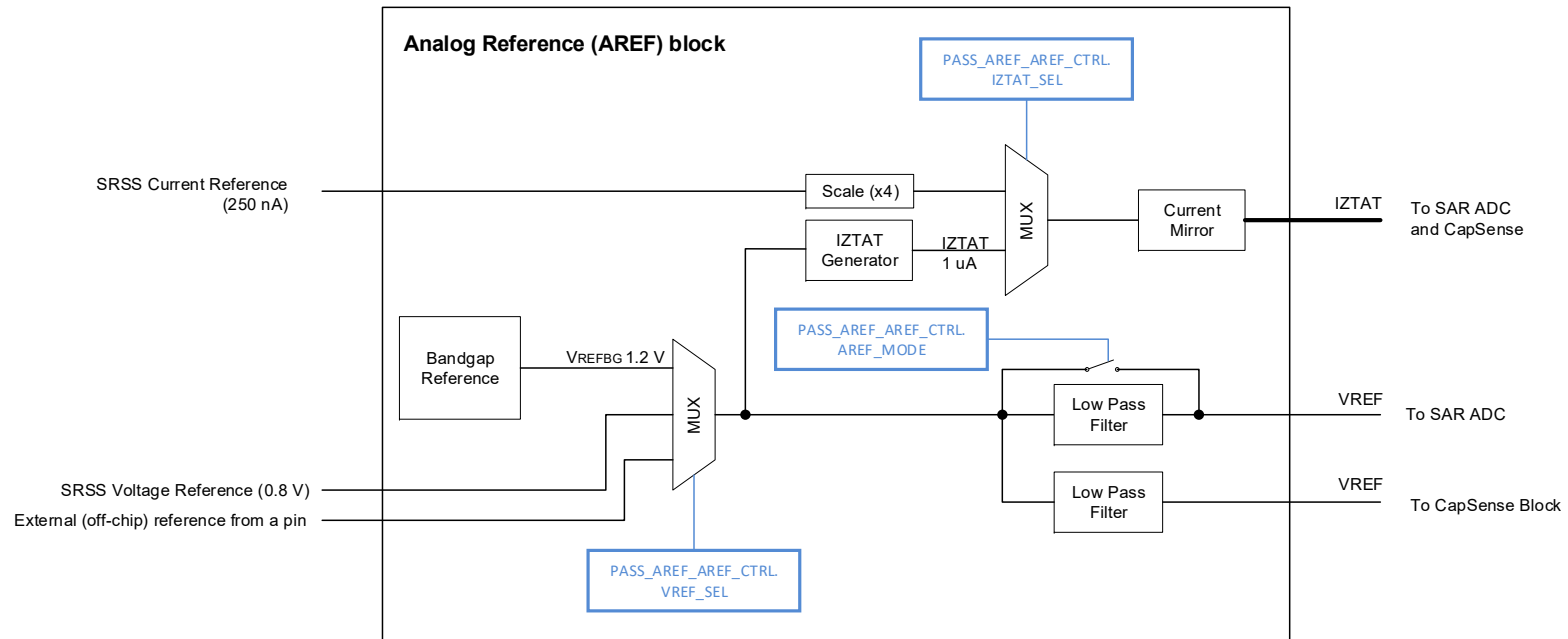 Analog Reference (AREF) block
PASS_AREF_AREF_CTRL.
IZTAT_SEL
SRSS Current Reference
(250 nA)
Scale (x4)
MUX
Current
Mirror
IZTAT
To SAR ADC
and CapSense
IZTAT
Generator
IZTAT
1 uA
PASS_AREF_AREF_CTRL.
AREF_MODE
Bandgap
Reference
VREFBG 1.2 V
MUX
Low Pass
Filter
VREF
To SAR ADC
SRSS Voltage Reference (0.8 V)
External (off-chip) reference from a pin
Low Pass
Filter
VREF
To CapSense Block
PASS_AREF_AREF_CTRL.
VREF_SEL